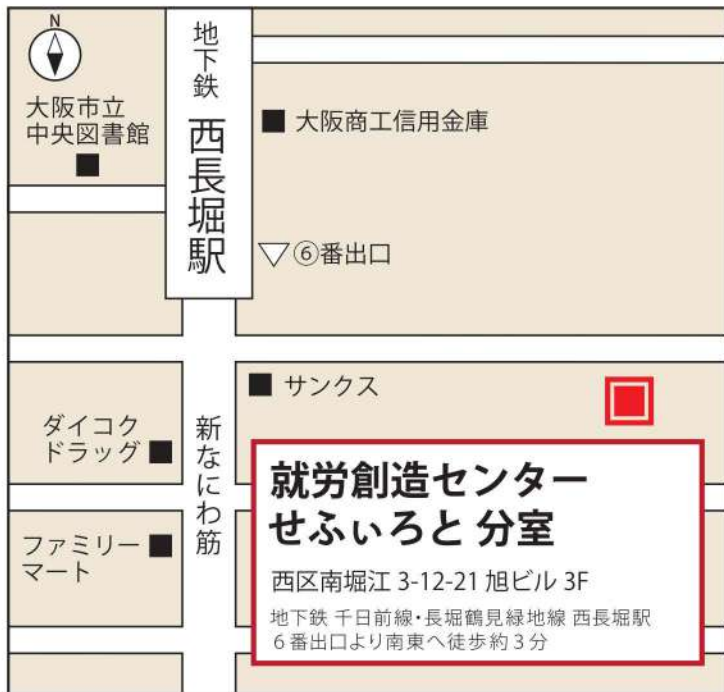 N
大阪市立
中央図書館
地下鉄 西長堀駅
大阪商工信用金庫
⑥番出口
サンクス
ダイコク
ドラッグ
新なにわ筋
ファミリー
マート
就労創造センター
せふぃろと 分室
西区南堀江 3-12-21 旭ビル 3F
地下鉄 千日前線・長堀鶴見緑地線 西長堀駅
6番出口より南東へ徒歩約3分